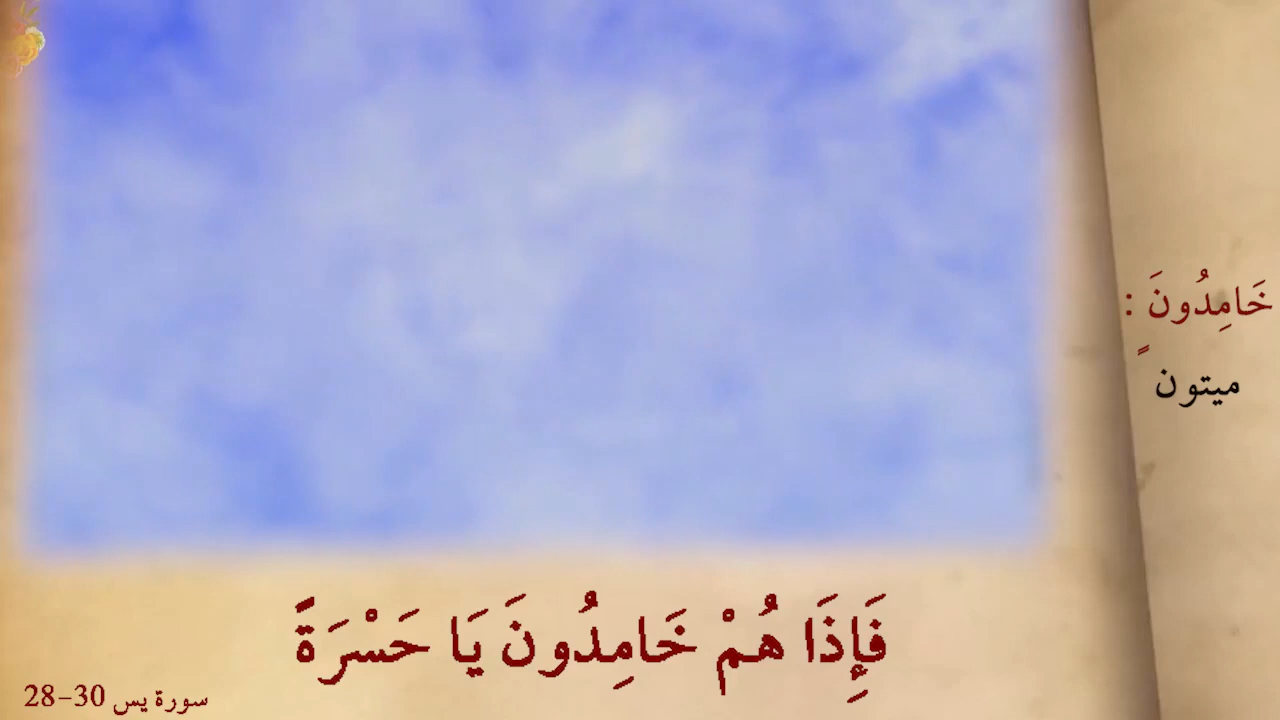 خَامِدُونَ :
ميتون
فَإِذَا هُمْ خَامِدُونَ يَا حَسْرَةً
سورة يس 30-28